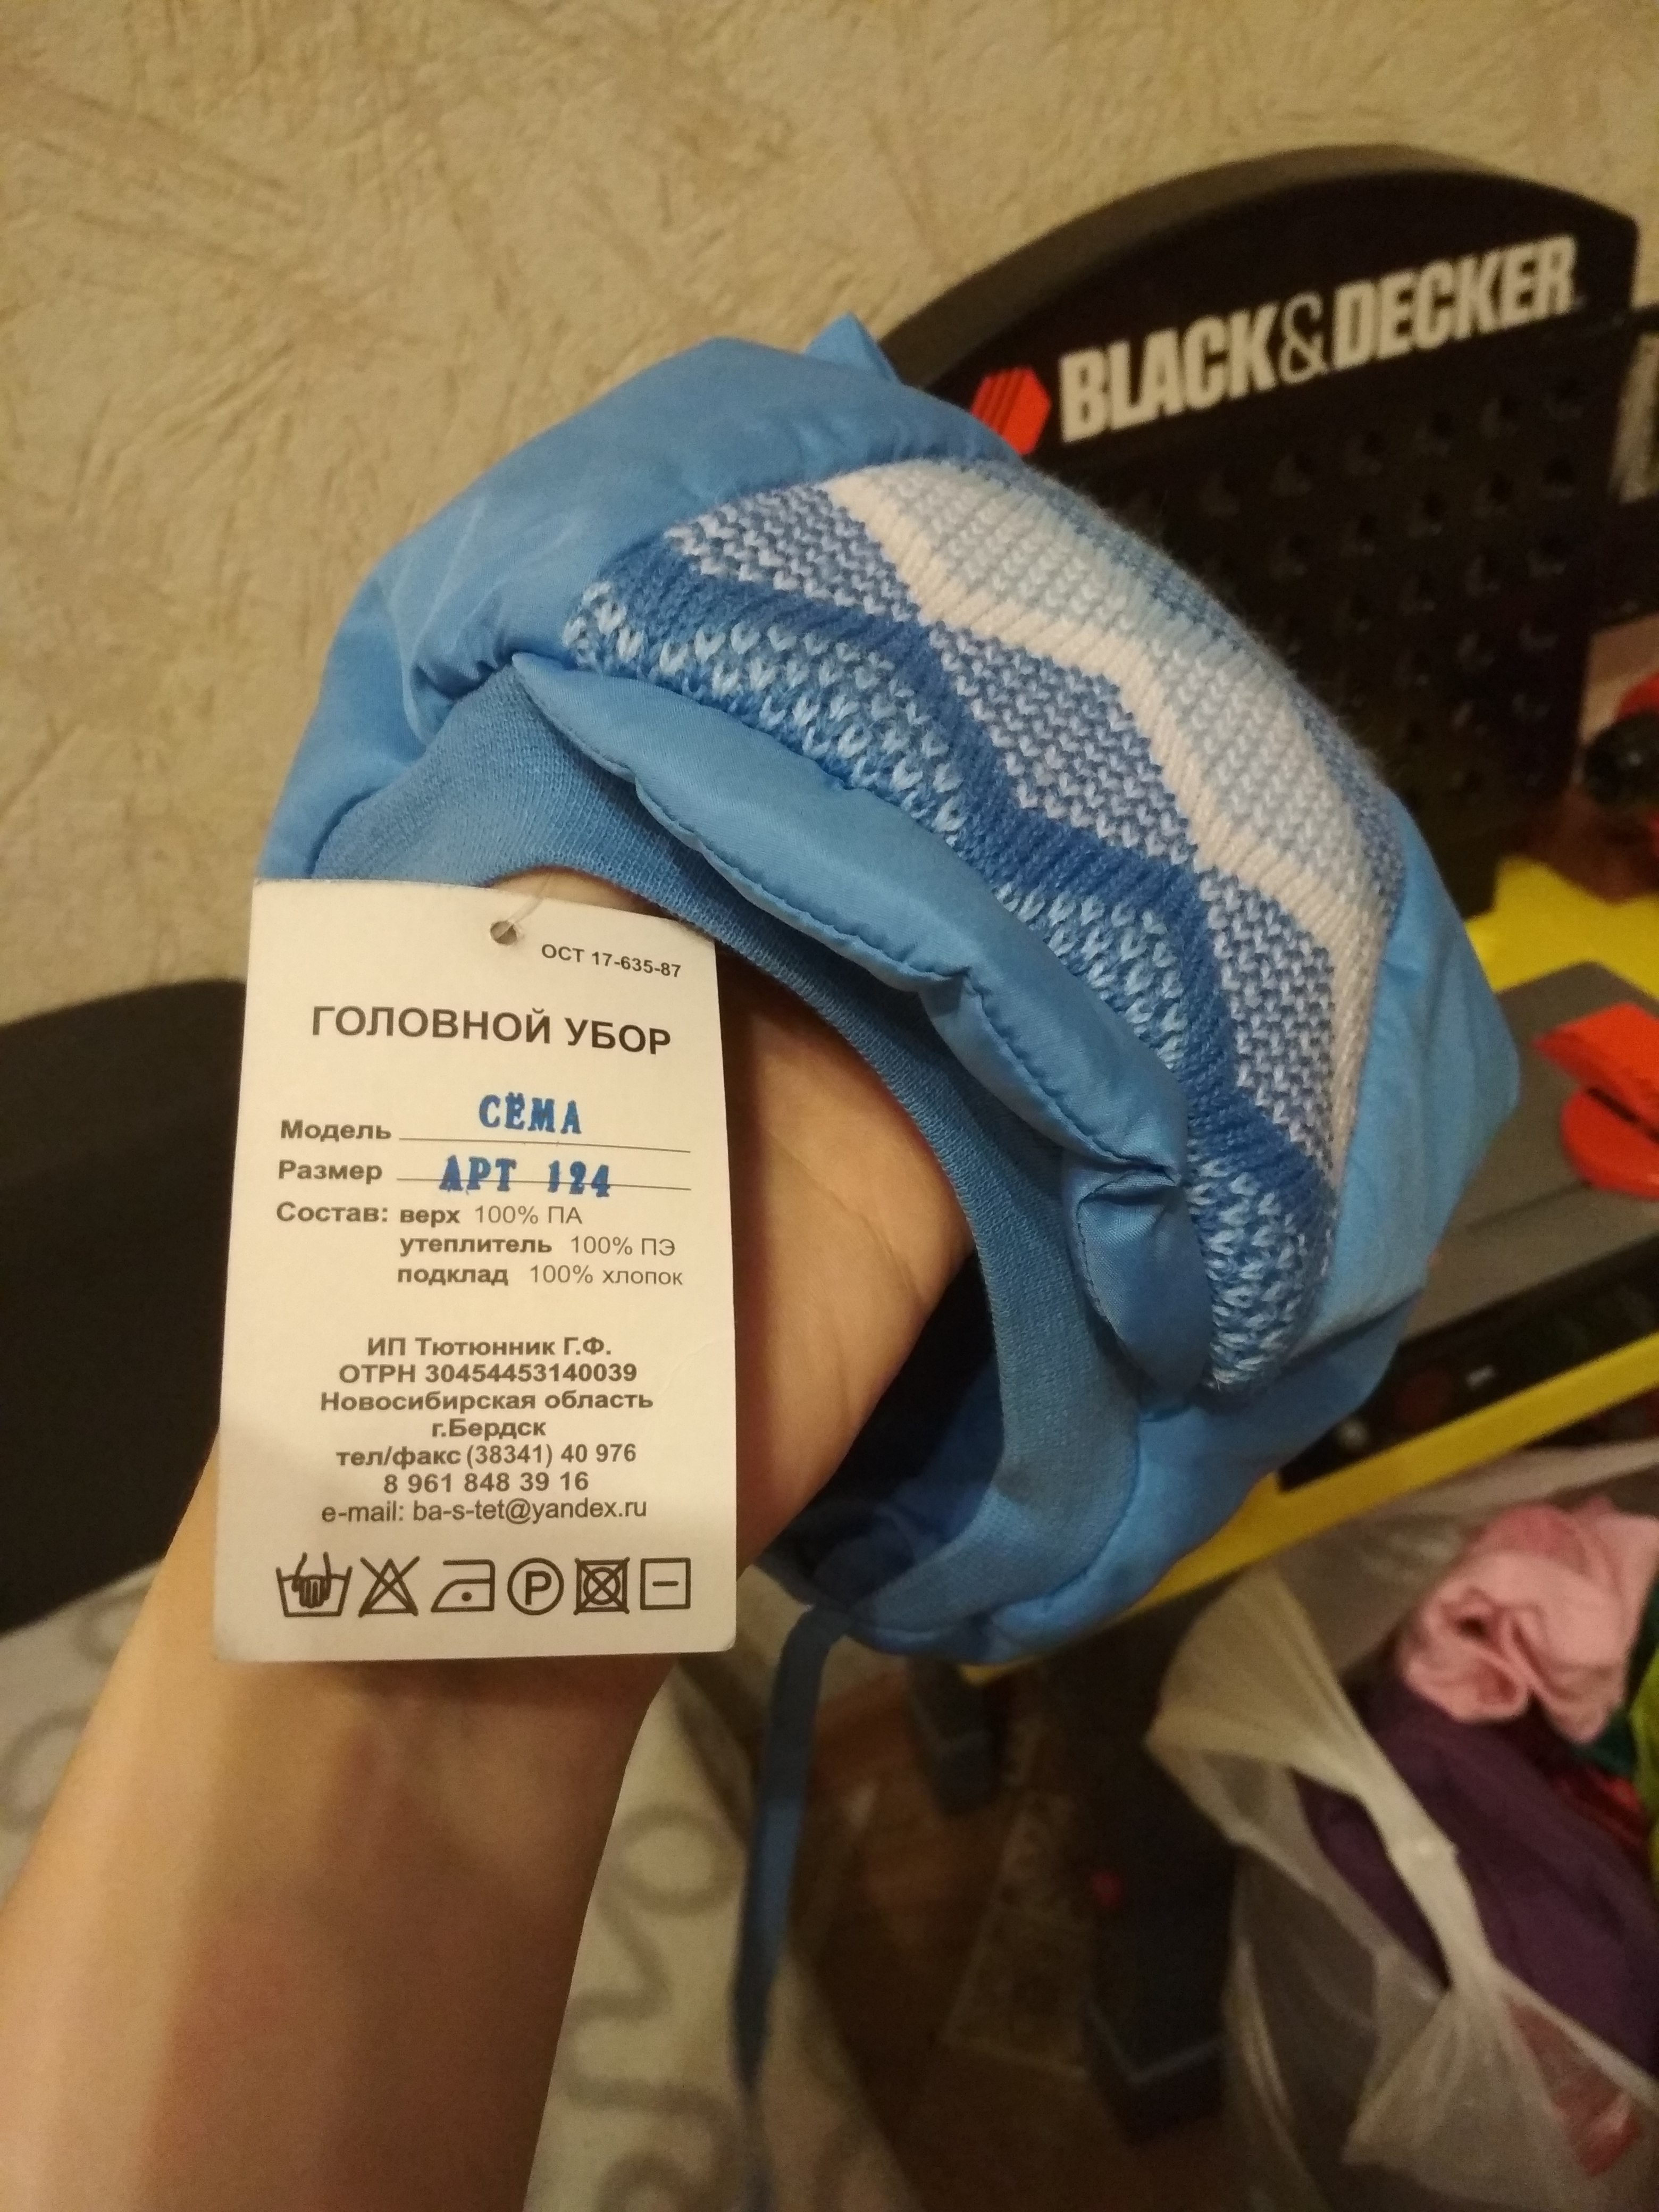 BLACK&DECKER
ОСТ 17-635-87
ГОЛОВНОЙ УБОР
Модель СЁМА
Размер АРТ 124
Состав: верх 100% ПА
утеплитель 100% ПЭ
подклад 100% хлопок
ИП Тютюнник Г.Ф.
ОТРН 30454453140039
Новосибирская область
г.Бердск
тел/факс (38341) 40 976
8 961 848 39 16
e-mail: ba-s-tet@yandex.ru
P